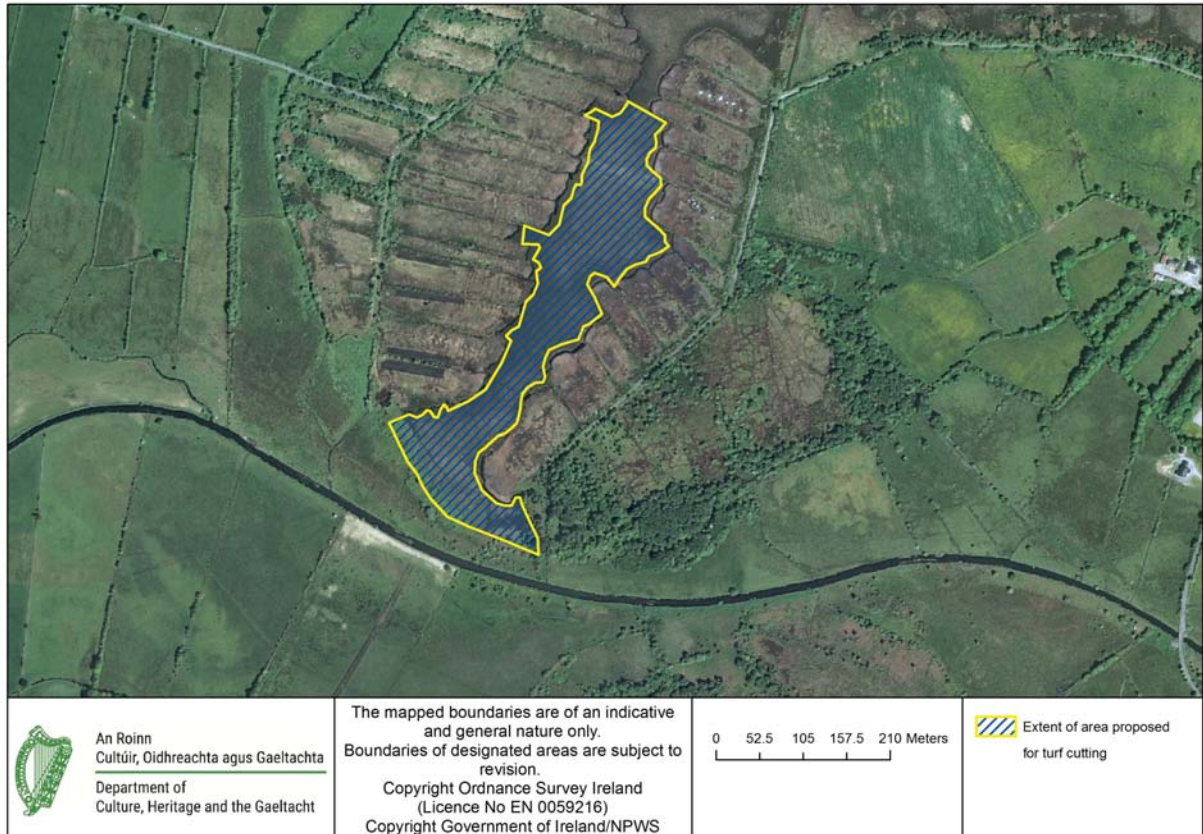 An Roinn
Cultúir, Oidhreachta agus Gaeltachta
Department of
Culture, Heritage and the Gaeltacht
The mapped boundaries are of an indicative
and general nature only.
Boundaries of designated areas are subject to
revision.
Copyright Ordnance Survey Ireland
(Licence No EN 0059216)
Copyright Government of Ireland/NPWS
0 52.5 105 157.5 210 Meters
Extent of area proposed
for turf cutting